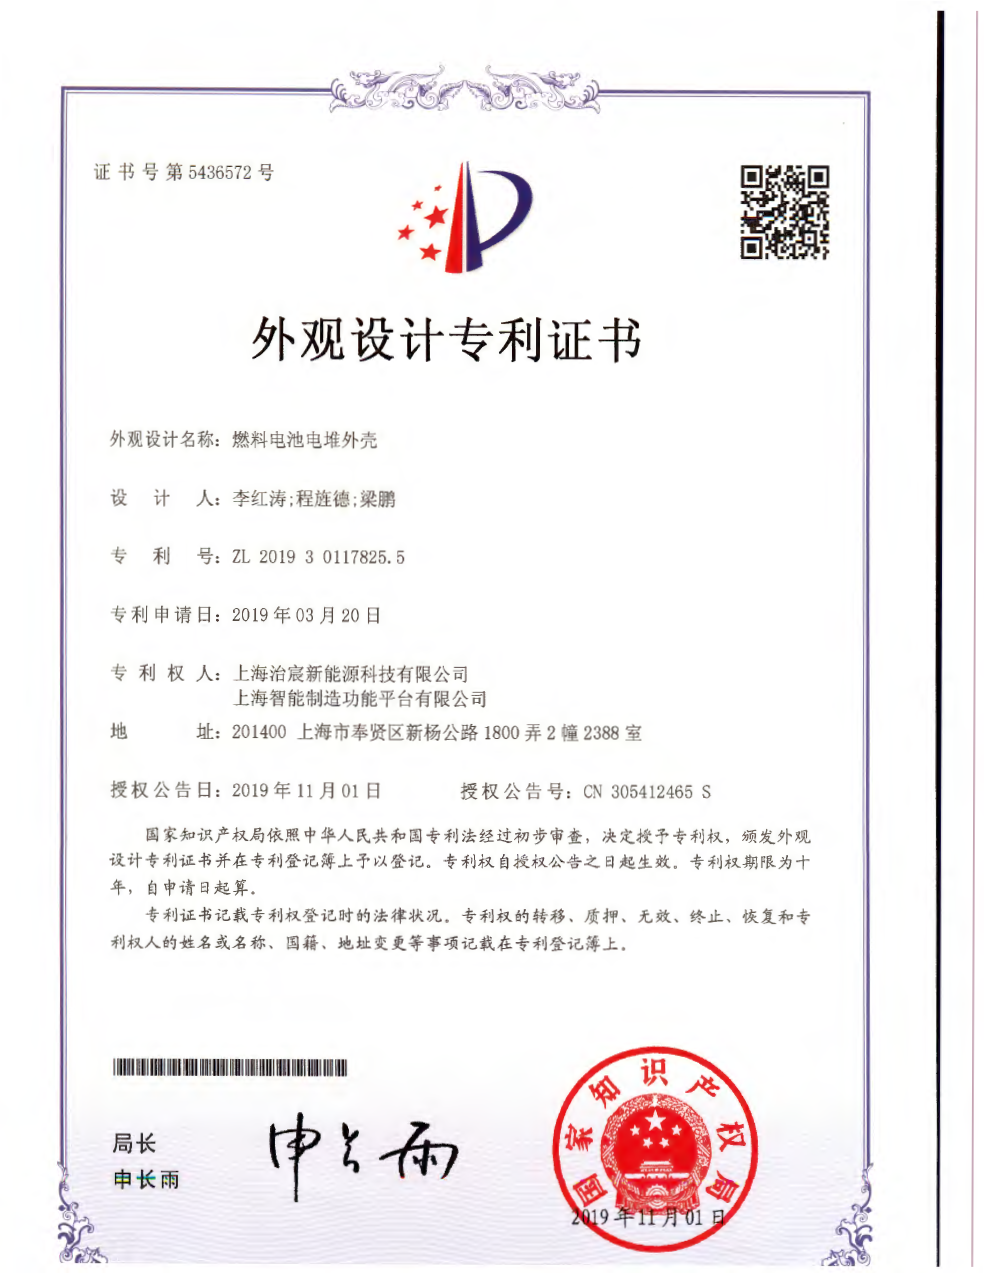 证书号第5436572号
外观设计专利证书
外观设计名称：燃料电池电堆外壳
设计人：李红涛;程旌德;梁鹏
专利号：ZL 2019 3 0117825.5
专利申请日：2019年03月20日
专利权人：上海治宸新能源科技有限公司
上海智能制造功能平台有限公司
地址：201400 上海市奉贤区新杨公路1800弄2幢2388室
授权公告日：2019年11月01日 授权公告号：CN 305412465 S
国家知识产权局依照中华人民共和国专利法经过初步审查，决定授予专利权，颁发外观
设计专利证书并在专利登记簿上予以登记。专利权自授权公告之日起生效。专利权期限为十
年，自申请日起算。
专利证书记载专利权登记时的法律状况。专利权的转移、质押、无效、终止、恢复和专
利权人的姓名或名称、国籍、地址变更等事项记载在专利登记簿上。
局长
申长雨
申长雨
国家知识产权局
2019年11月01日